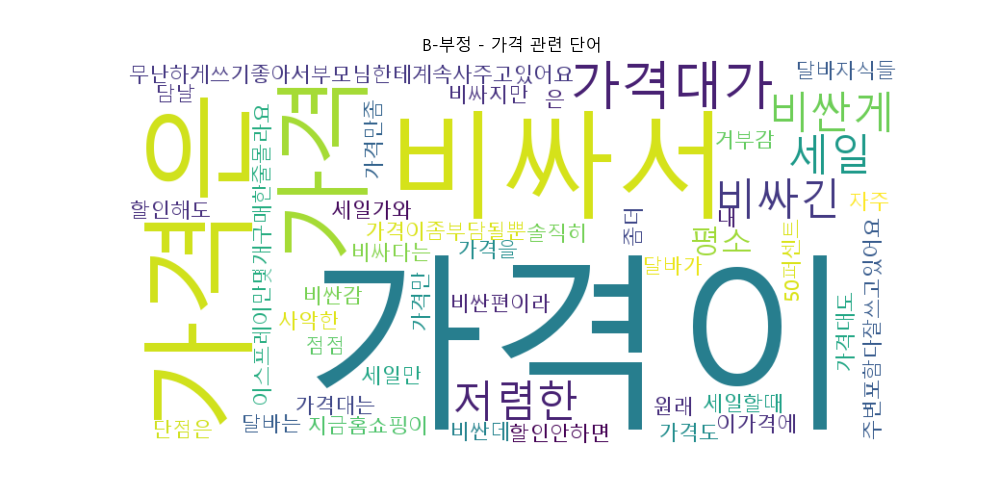 B-부정 - 가격 관련 단어
무난하게쓰기좋아서부모님한테계속사주고있어요
가격대가
달바자식들
담날
비싸지만
은
비싼게
가격은
가격
가격만좀
비싸서
거부감
세일
이스프레이만몇개구매한줄몰라요
비싸긴
할인해도
세일가와
자주
내
가격이좀부담될뿐
솔직히
좀더
평소
50퍼센트
주변포함다잘쓰고있어요
비싸다는
가격을
달바가
가격이
비싼감
가격만
비싼편이라
가격대도
사악한
점점
세일만
가격대는
저렴한
원래
세일할때
단점은
달바는
지금홈쇼핑이
비싼데
할인안하면
가격도
이가격에